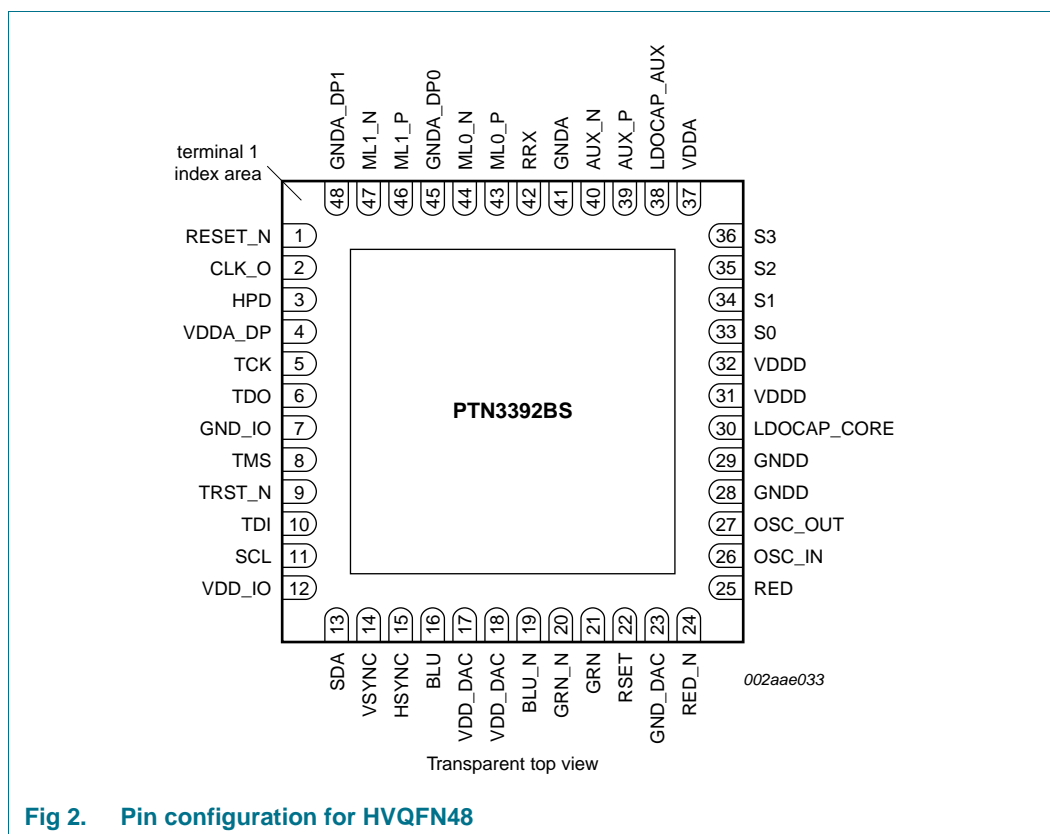 GNDA_DP1
ML1_N
ML1_P
GNDA_DP0
ML0_N
ML0_P
RRX
GNDA
AUX_N
AUX_P
LDOCAP_AUX
VDDA
terminal 1
index area
48 47 46 45 44 43 42 41 40 39 38 37
RESET_N 1
CLK_O 2
HPD 3
VDDA_DP 4
TCK 5
TDO 6
GND_IO 7
TMS 8
TRST_N 9
TDI 10
SCL 11
VDD_IO 12
PTN3392BS
36 S3
35 S2
34 S1
33 S0
32 VDDD
31 VDDD
30 LDOCAP_CORE
29 GNDD
28 GNDD
27 OSC_OUT
26 OSC_IN
25 RED
13 14 15 16 17 18 19 20 21 22 23 24
SDA
VSYNC
HSYNC
BLU
VDD_DAC
VDD_DAC
BLU_N
GRN_N
GRN
RSET
GND_DAC
RED_N
002aae033
Transparent top view
Fig 2. Pin configuration for HVQFN48